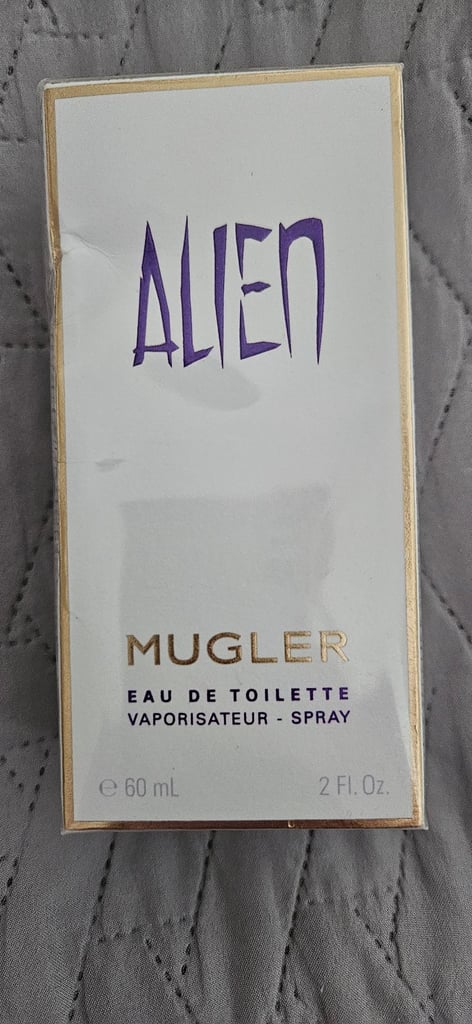 ALIEN
MUGLER
EAU DE TOILETTE
VAPORISATEUR - SPRAY
℮ 60 mL 2 Fl. Oz.